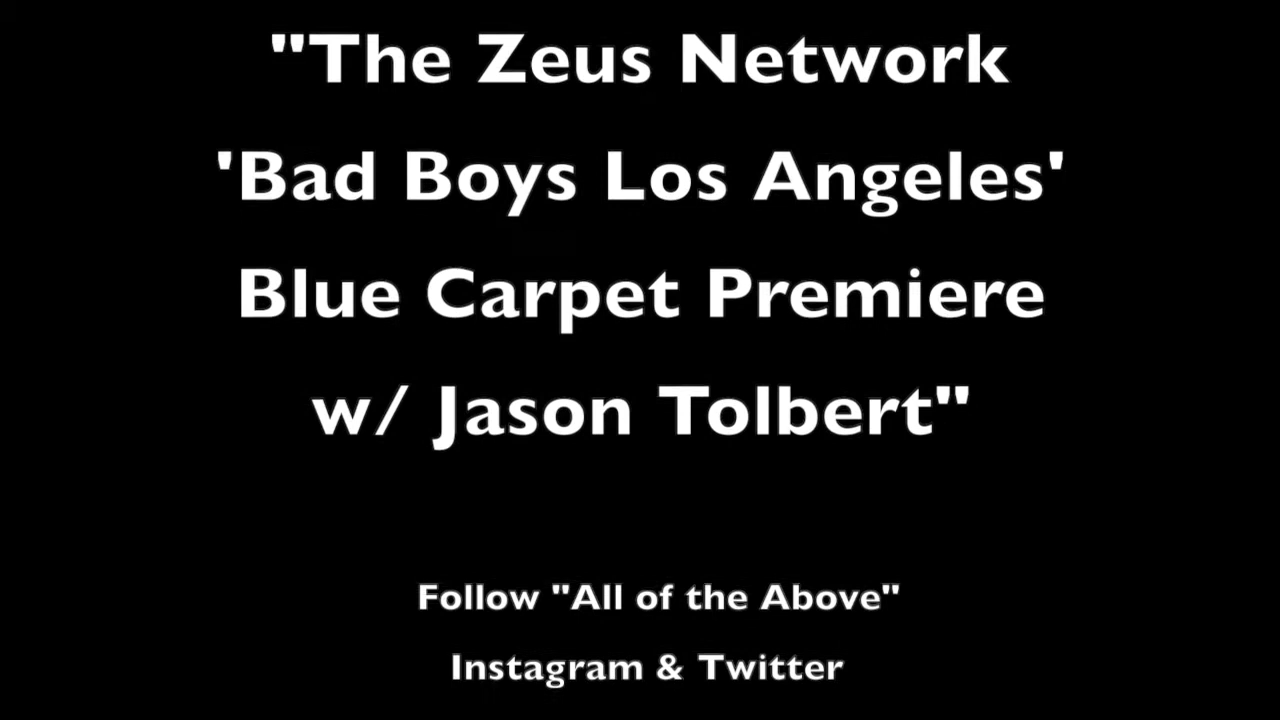 "The Zeus Network
'Bad Boys Los Angeles'
Blue Carpet Premiere
w/ Jason Tolbert"
Follow "All of the Above"
Instagram & Twitter